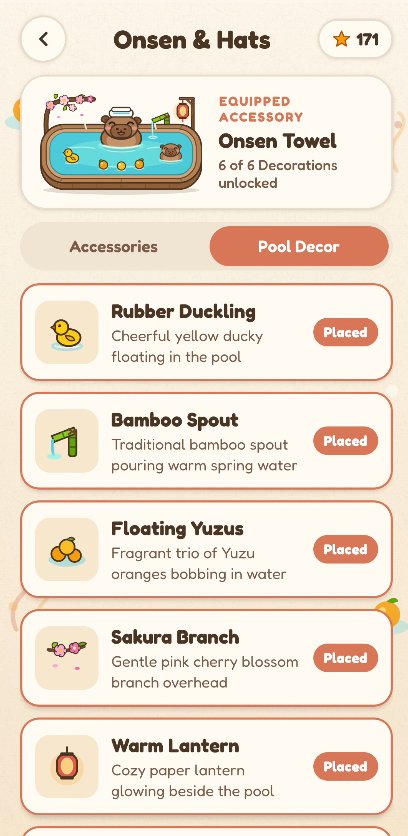 Onsen & Hats
171
EQUIPPED
ACCESSORY
Onsen Towel
6 of 6 Decorations
unlocked
Accessories
Pool Decor
Rubber Duckling
Cheerful yellow ducky
floating in the pool
Placed
Bamboo Spout
Traditional bamboo spout
pouring warm spring water
Placed
Floating Yuzus
Fragrant trio of Yuzu
oranges bobbing in water
Placed
Sakura Branch
Gentle pink cherry blossom
branch overhead
Placed
Warm Lantern
Cozy paper lantern
glowing beside the pool
Placed